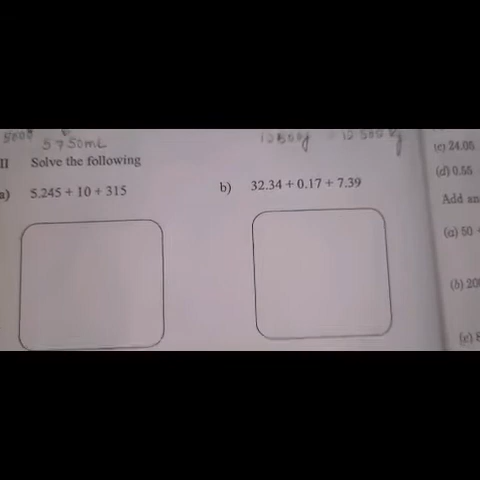 5750mL
II Solve the following
a) 5.245 + 10 + 315
b) 32.34 + 0.17 + 7.39
(c) 24.05
(d) 0.55
Add an
(a) 50 +
(b) 20
(c) 8